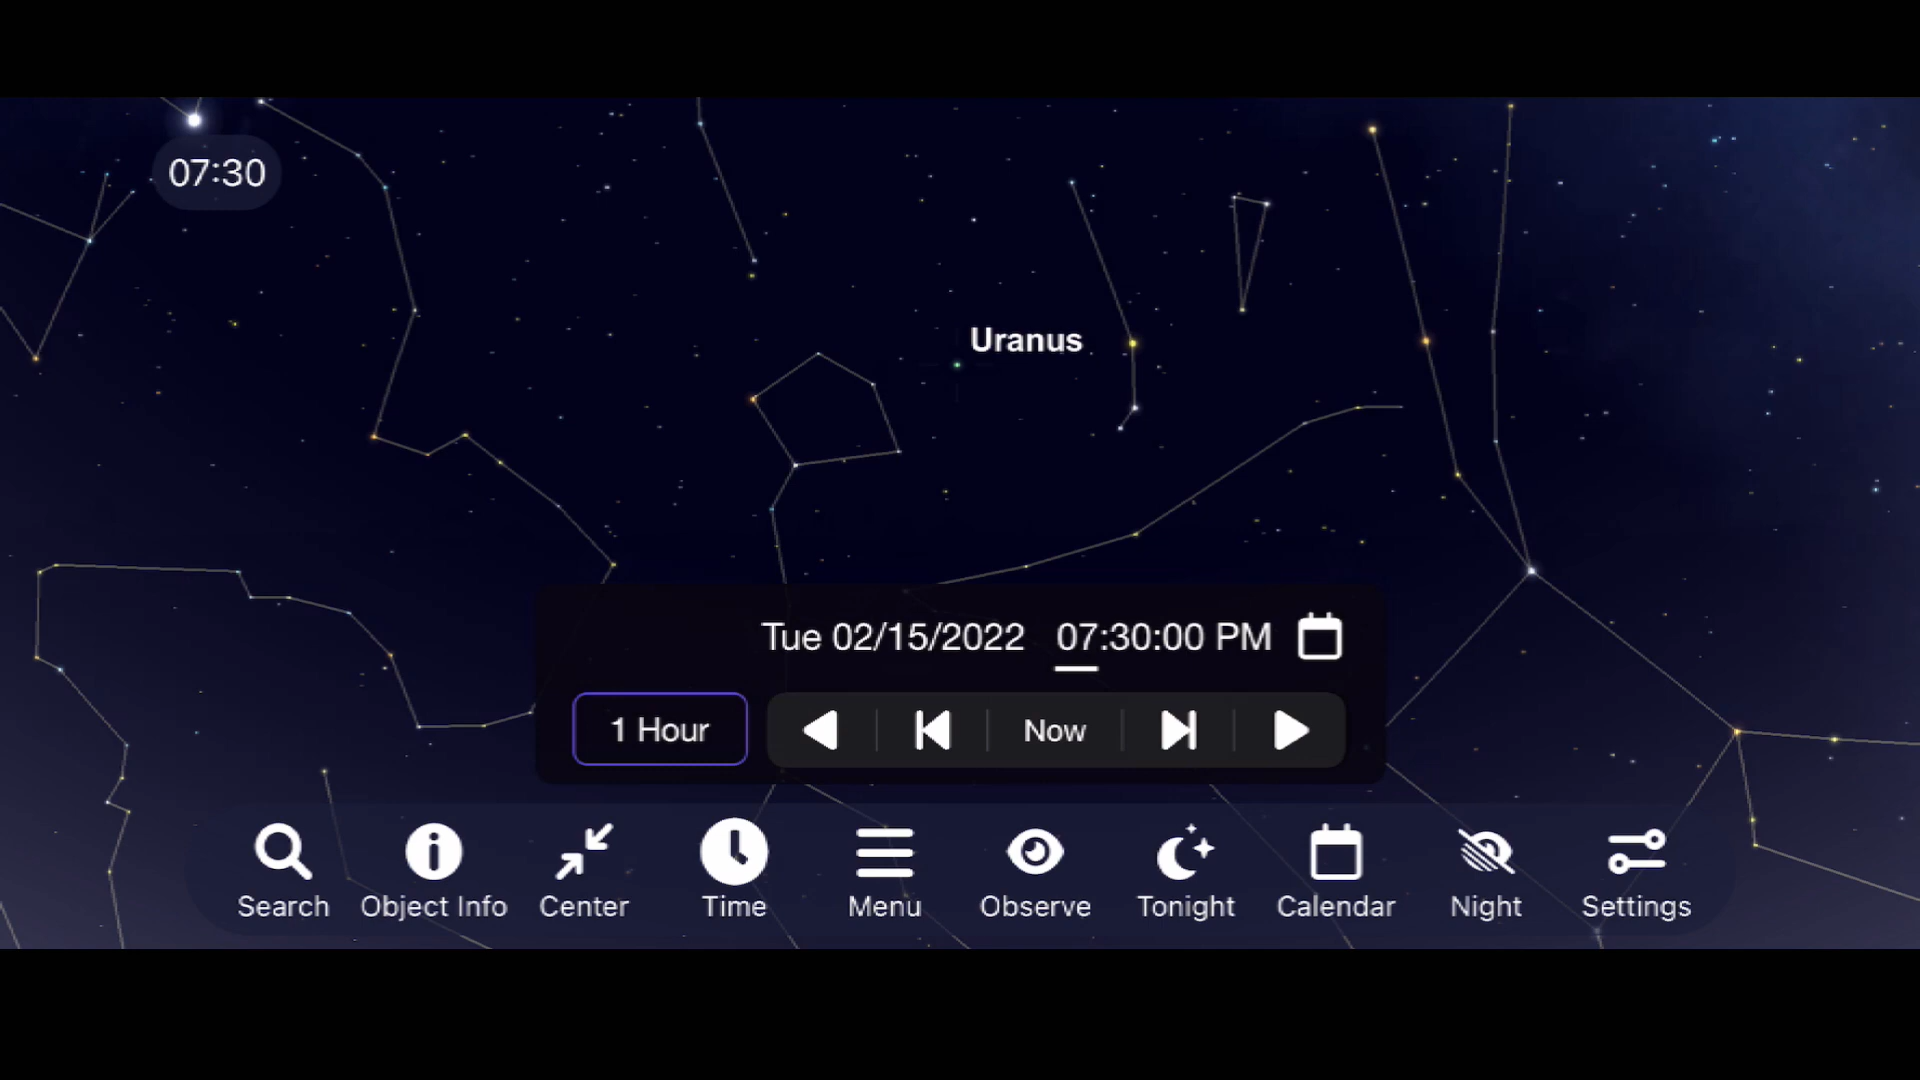 07:30
Uranus
Tue 02/15/2022 07:30:00 PM
1 Hour Now
Search Object Info Center Time Menu Observe Tonight Calendar Night Settings